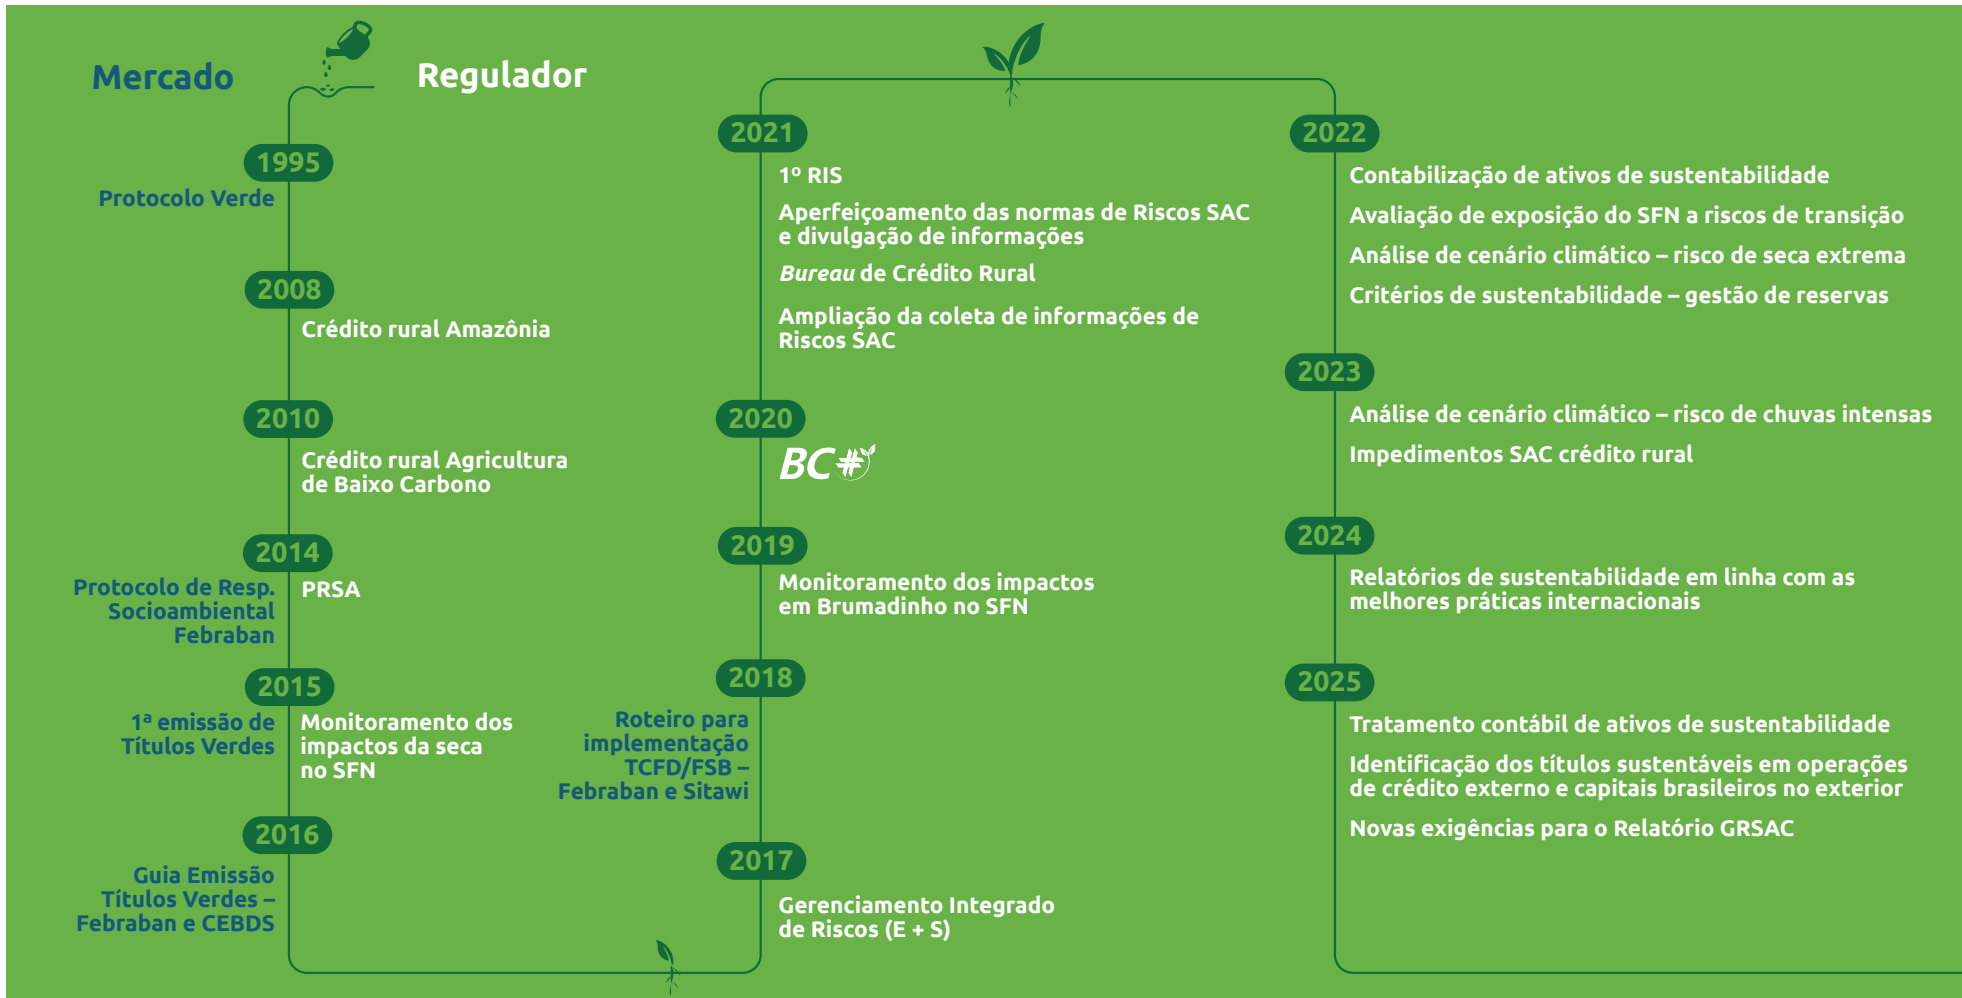 Mercado
Regulador
1995
Protocolo Verde
2008
Crédito rural Amazônia
2010
Crédito rural Agricultura
de Baixo Carbono
2014
Protocolo de Resp.
Socioambiental
Febraban
PRSA
2015
1ª emissão de
Títulos Verdes
Monitoramento dos
impactos da seca
no SFN
2016
Guia Emissão
Títulos Verdes –
Febraban e CEBDS
2017
Gerenciamento Integrado
de Riscos (E + S)
2018
Roteiro para
implementação
TCFD/FSB –
Febraban e Sitawi
2019
Monitoramento dos impactos
em Brumadinho no SFN
2020
BC#
2021
1º RIS
Aperfeiçoamento das normas de Riscos SAC
e divulgação de informações
Bureau de Crédito Rural
Ampliação da coleta de informações de
Riscos SAC
2022
Contabilização de ativos de sustentabilidade
Avaliação de exposição do SFN a riscos de transição
Análise de cenário climático – risco de seca extrema
Critérios de sustentabilidade – gestão de reservas
2023
Análise de cenário climático – risco de chuvas intensas
Impedimentos SAC crédito rural
2024
Relatórios de sustentabilidade em linha com as
melhores práticas internacionais
2025
Tratamento contábil de ativos de sustentabilidade
Identificação dos títulos sustentáveis em operações
de crédito externo e capitais brasileiros no exterior
Novas exigências para o Relatório GRSAC